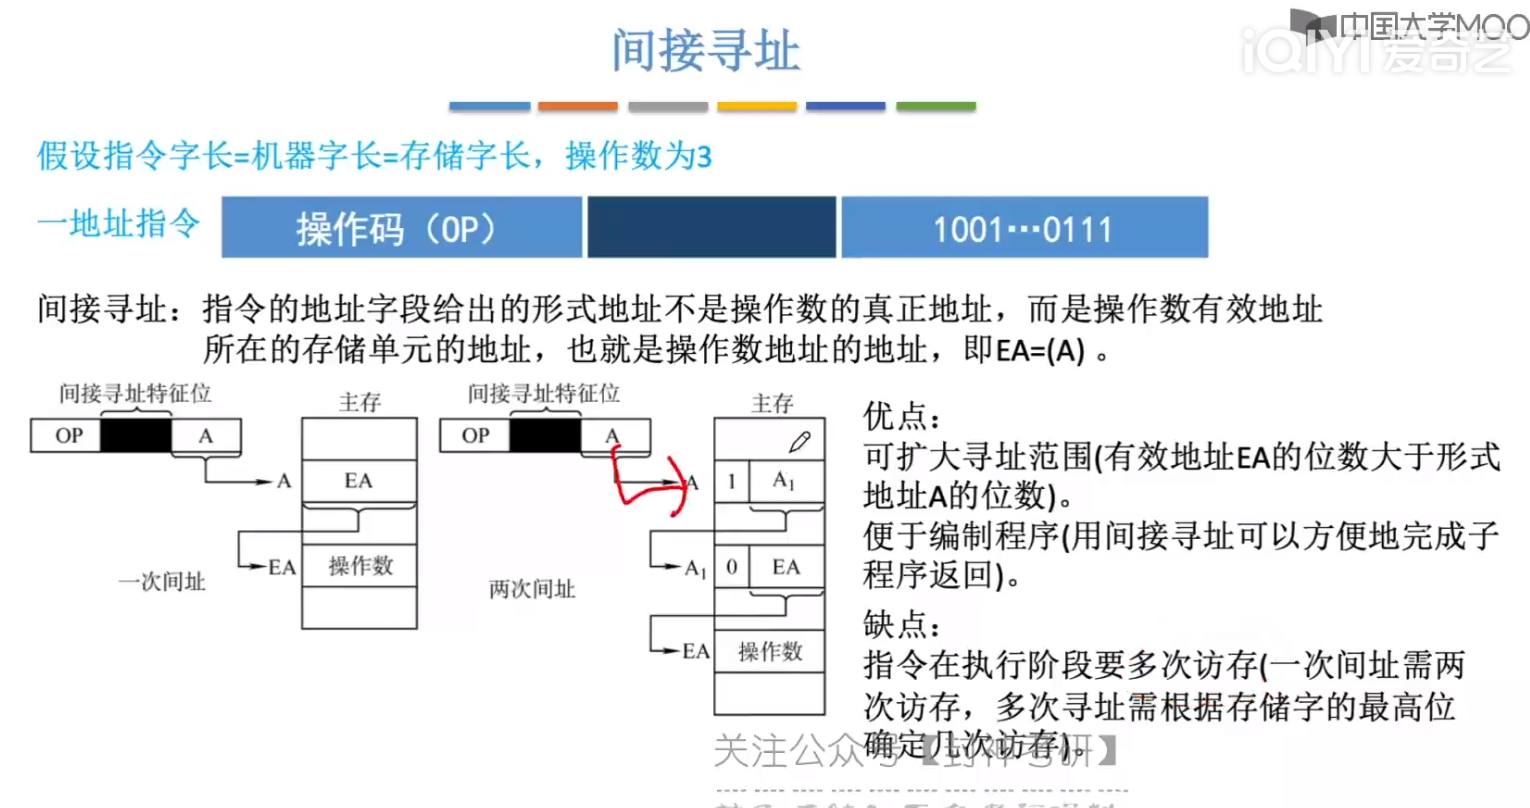 中国大学MOO
iQIYI 爱奇艺
间接寻址
假设指令字长=机器字长=存储字长，操作数为3
一地址指令 操作码（OP） 1001…0111
间接寻址：指令的地址字段给出的形式地址不是操作数的真正地址，而是操作数有效地址
所在的存储单元的地址，也就是操作数地址的地址，即EA=(A) 。
间接寻址特征位
主存
OP
A
A
EA
EA
操作数
一次间址
间接寻址特征位
主存
OP
A
A
1
A1
A1
0
EA
EA
操作数
两次间址
优点：
可扩大寻址范围(有效地址EA的位数大于形式
地址A的位数)。
便于编制程序(用间接寻址可以方便地完成子
程序返回)。
缺点：
指令在执行阶段要多次访存(一次间址需两
次访存，多次寻址需根据存储字的最高位
确定几次访存)。
关注公众号【封神考研】